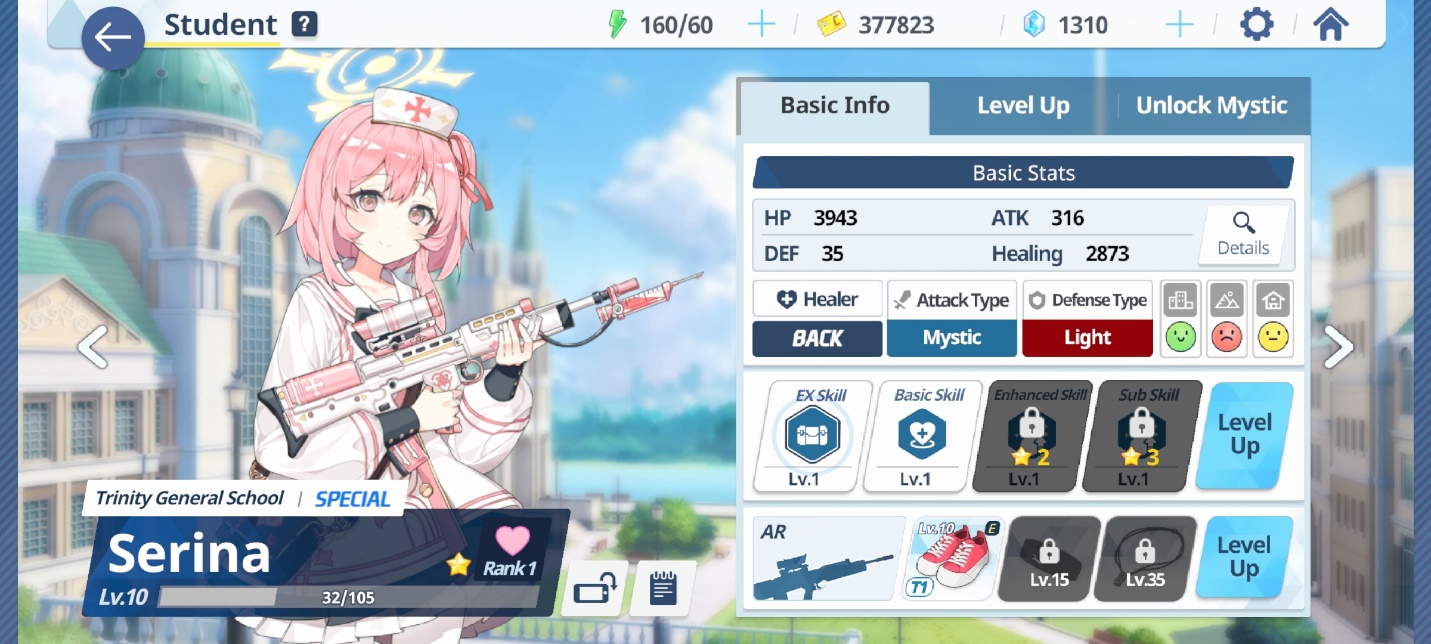 Student ?
160/60
377823
1310
Basic Info
Level Up
Unlock Mystic
Basic Stats
HP 3943
ATK 316
DEF 35
Healing 2873
Details
Healer
Attack Type
Defense Type
BACK
Mystic
Light
EX Skill
Basic Skill
Enhanced Skill
Sub Skill
2
3
Lv.1
Lv.1
Lv.1
Lv.1
Level
Up
Trinity General School | SPECIAL
Serina
Rank 1
Lv.10
32/105
AR
Lv.10
E
T1
Lv.15
Lv.35
Level
Up